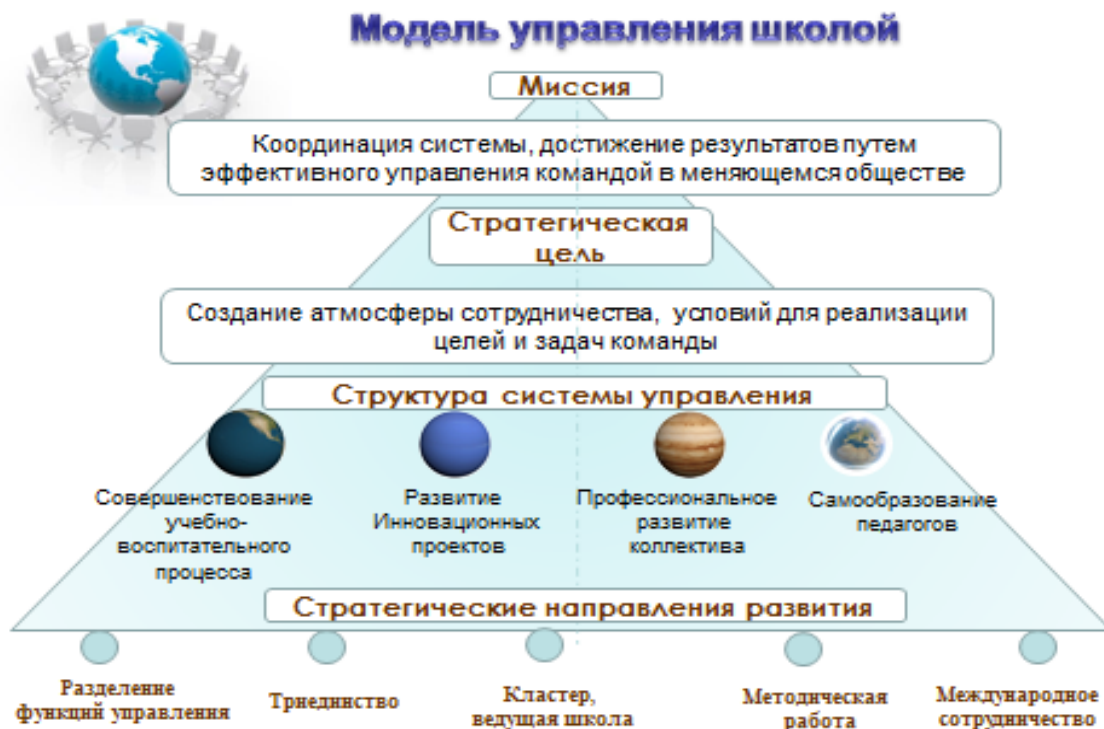 Модель управления школой
Миссия
Координация системы, достижение результатов путем
эффективного управления командой в меняющемся обществе
Стратегическая
цель
Создание атмосферы сотрудничества, условий для реализации
целей и задач команды
Структура системы управления
Совершенствование
учебно-
воспитательного
процесса
Развитие
Инновационных
проектов
Профессиональное
развитие
коллектива
Самообразование
педагогов
Стратегические направления развития
Разделение
функций управления
Триединство
Кластер,
ведущая школа
Методическая
работа
Международное
сотрудничество